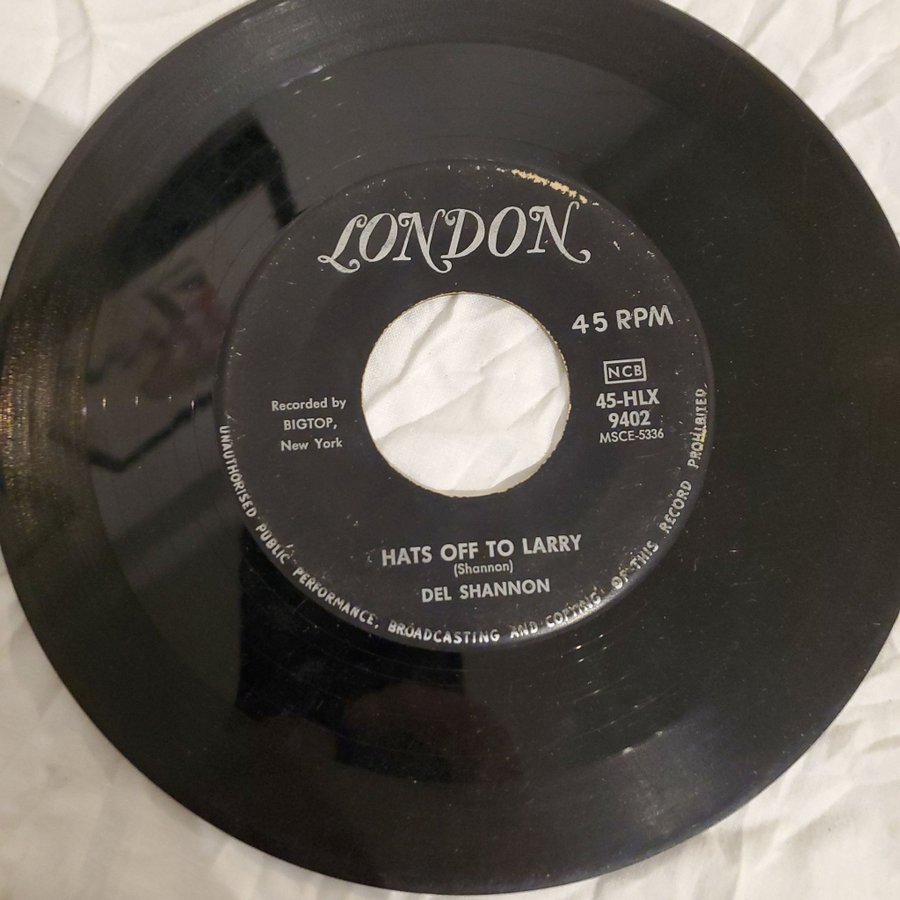 LONDON
45 RPM
NCB
45-HLX
9402
MSCE-5336
Recorded by
BIGTOP,
New York
HATS OFF TO LARRY
(Shannon)
DEL SHANNON
UNAUTHORISED PUBLIC PERFORMANCE, BROADCASTING AND COPYING OF THIS RECORD PROHIBITED